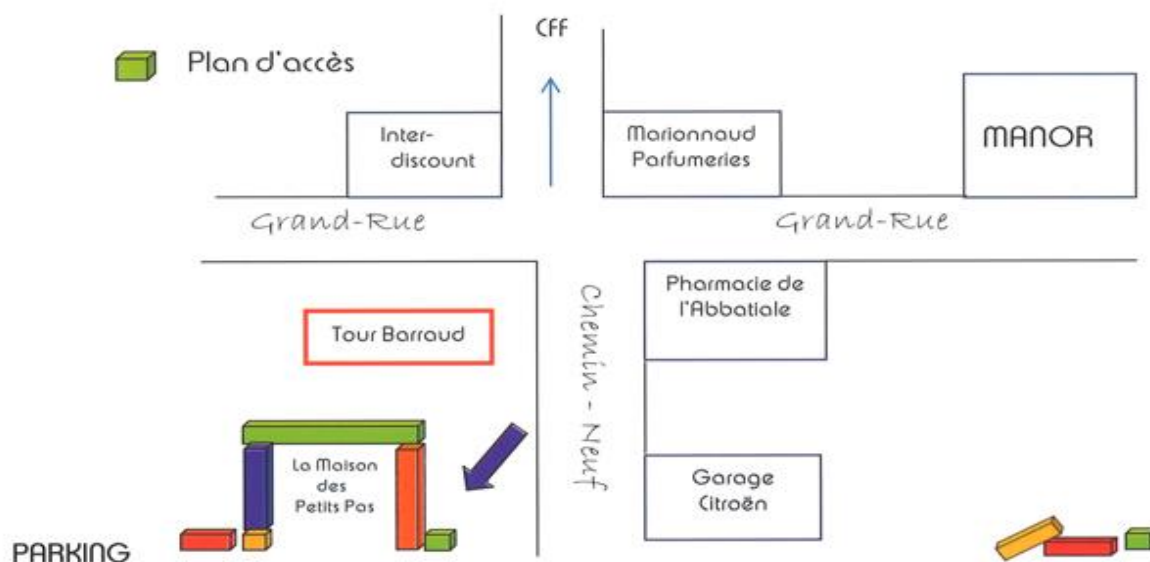 CFF
Plan d'accès
Inter-
discount
Marionnaud
Parfumeries
MANOR
Grand-Rue
Grand-Rue
Pharmacie de
l'Abbatiale
Tour Barraud
Chemin - Neuf
La Maison
des
Petits Pas
Garage
Citroën
PARKING